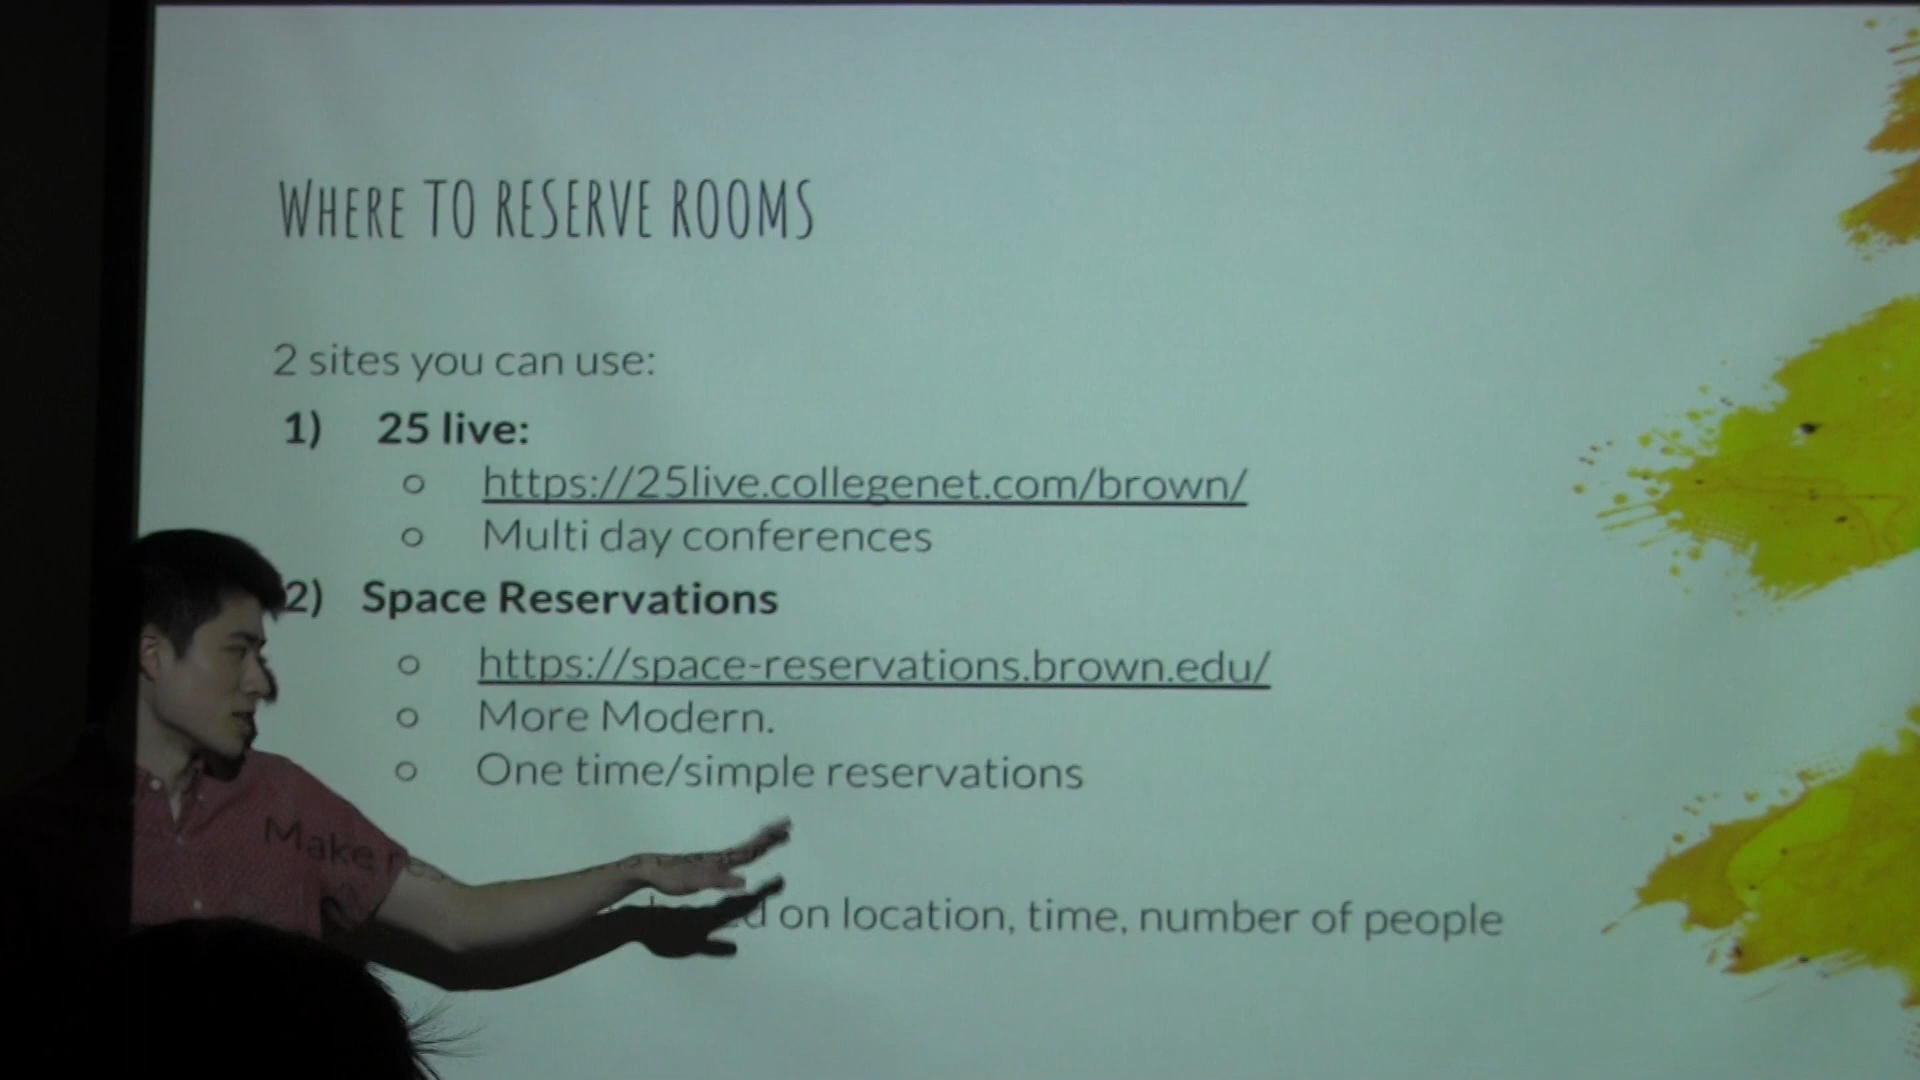 WHERE TO RESERVE ROOMS
2 sites you can use:
1) 25 live:
○ https://25live.collegenet.com/brown/
○ Multi day conferences
2) Space Reservations
○ https://space-reservations.brown.edu/
○ More Modern.
○ One time/simple reservations
Make
on location, time, number of people